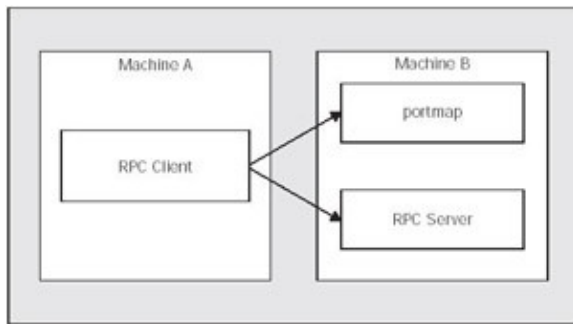 Machine A
RPC Client
Machine B
portmap
RPC Server